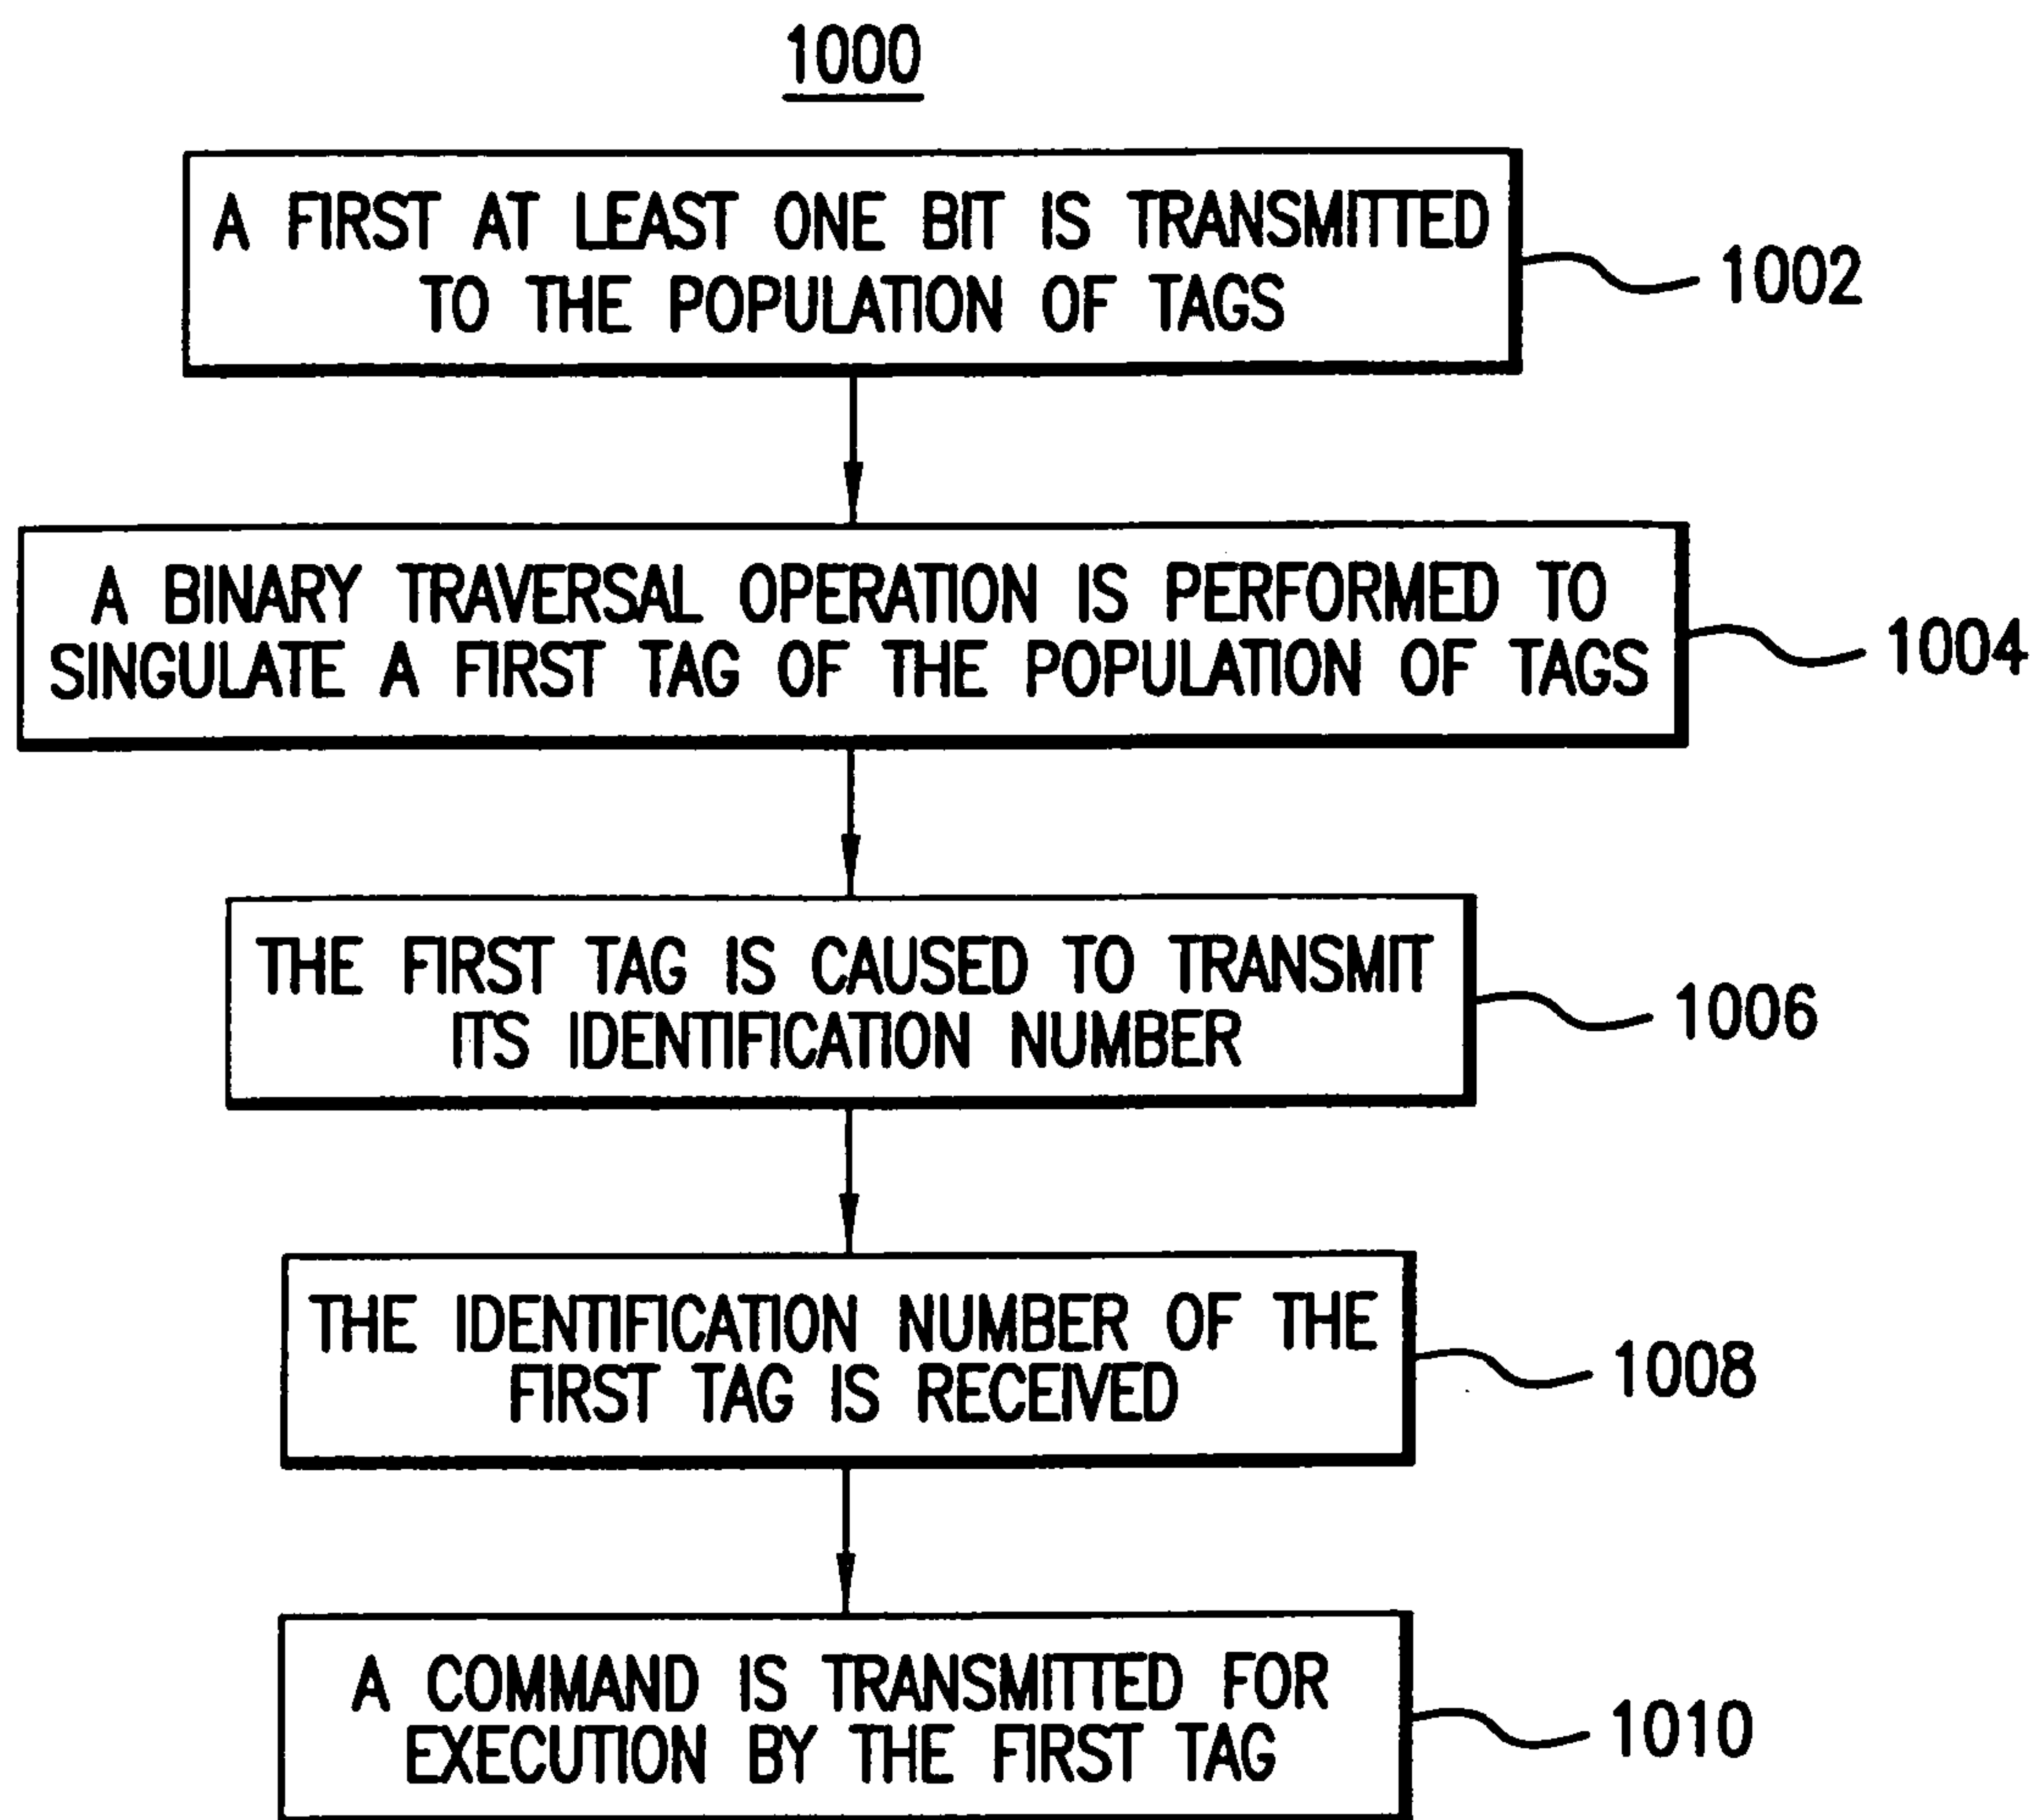 1000
A FIRST AT LEAST ONE BIT IS TRANSMITTED
TO THE POPULATION OF TAGS
1002
A BINARY TRAVERSAL OPERATION IS PERFORMED TO
SINGULATE A FIRST TAG OF THE POPULATION OF TAGS
1004
THE FIRST TAG IS CAUSED TO TRANSMIT
ITS IDENTIFICATION NUMBER
1006
THE IDENTIFICATION NUMBER OF THE
FIRST TAG IS RECEIVED
1008
A COMMAND IS TRANSMITTED FOR
EXECUTION BY THE FIRST TAG
1010